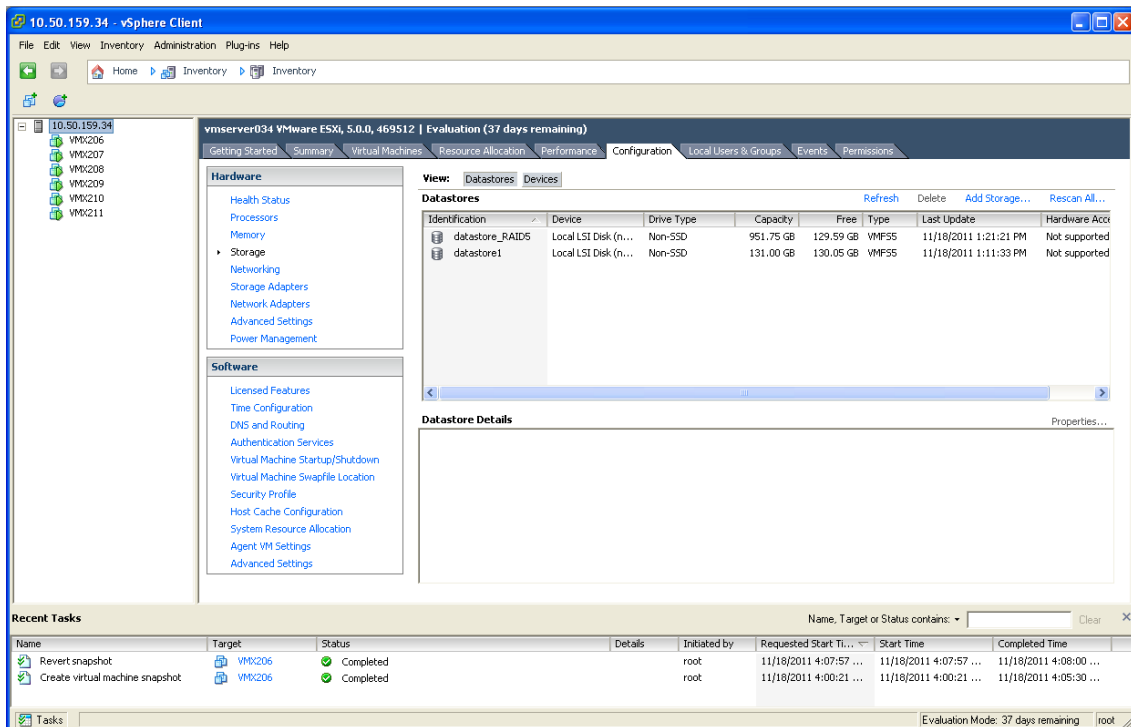 10.50.159.34 - vSphere Client
File Edit View Inventory Administration Plug-ins Help
Home Inventory Inventory
10.50.159.34
VMX206
VMX207
VMX208
VMX209
VMX210
VMX211
vmserver034 VMware ESXi, 5.0.0, 469512 | Evaluation (37 days remaining)
Getting Started Summary Virtual Machines Resource Allocation Performance Configuration Local Users & Groups Events Permissions
Hardware
Health Status
Processors
Memory
Storage
Networking
Storage Adapters
Network Adapters
Advanced Settings
Power Management
Software
Licensed Features
Time Configuration
DNS and Routing
Authentication Services
Virtual Machine Startup/Shutdown
Virtual Machine Swapfile Location
Security Profile
Host Cache Configuration
System Resource Allocation
Agent VM Settings
Advanced Settings
View: Datastores Devices
Datastores Refresh Delete Add Storage... Rescan All...
Identification Device Drive Type Capacity Free Type Last Update Hardware Acce
datastore_RAID5 Local LSI Disk (n... Non-SSD 951.75 GB 129.59 GB VMFS5 11/18/2011 1:21:21 PM Not supported
datastore1 Local LSI Disk (n... Non-SSD 131.00 GB 130.05 GB VMFS5 11/18/2011 1:11:33 PM Not supported
Datastore Details Properties...
Recent Tasks Name, Target or Status contains: Clear
Name Target Status Details Initiated by Requested Start Ti... Start Time Completed Time
Revert snapshot VMX206 Completed root 11/18/2011 4:07:57 ... 11/18/2011 4:07:57 ... 11/18/2011 4:08:00 ...
Create virtual machine snapshot VMX206 Completed root 11/18/2011 4:00:21 ... 11/18/2011 4:00:21 ... 11/18/2011 4:05:30 ...
Tasks Evaluation Mode: 37 days remaining root